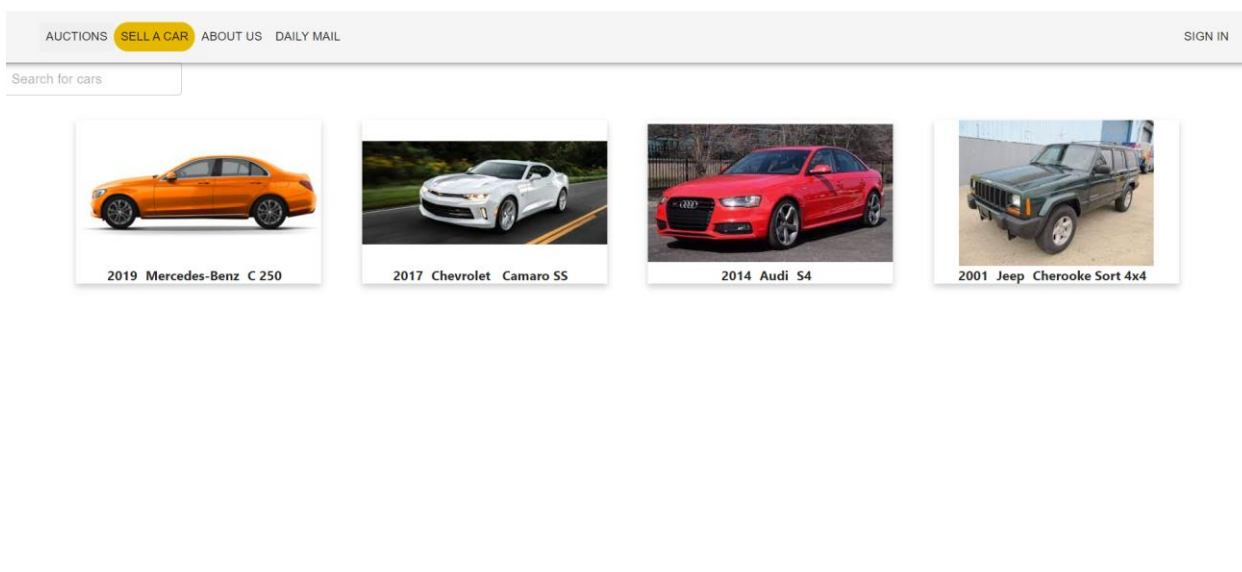 AUCTIONS SELL A CAR ABOUT US DAILY MAIL SIGN IN
Search for cars
2019 Mercedes-Benz C 250
2017 Chevrolet Camaro SS
2014 Audi S4
2001 Jeep Cherooke Sort 4x4